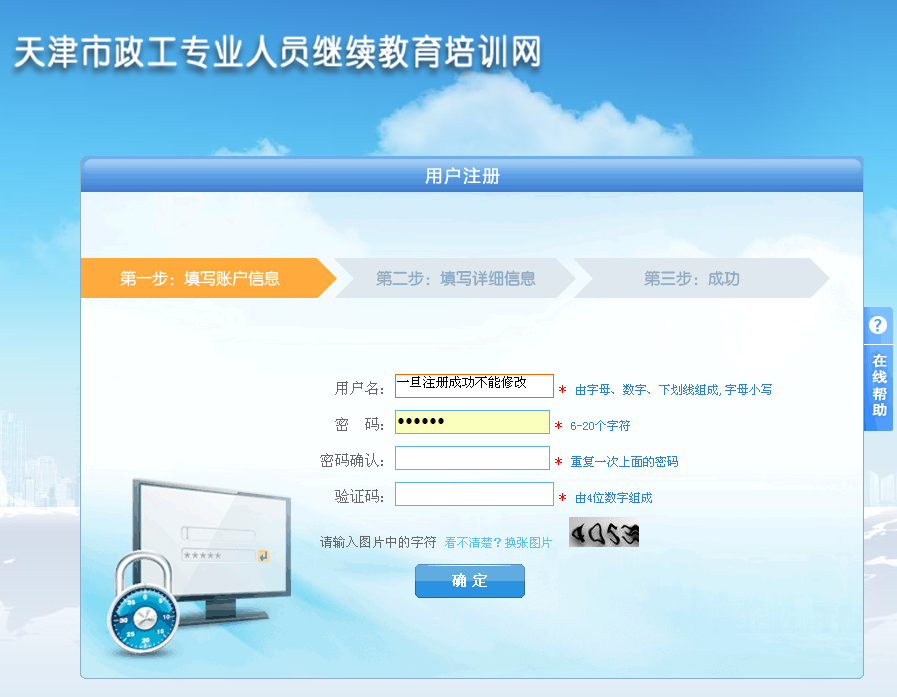 天津市政工专业人员继续教育培训网
用户注册
第一步：填写账户信息
第二步：填写详细信息
第三步：成功
?
在线帮助
用户名： 一旦注册成功不能修改 * 由字母、数字、下划线组成,字母小写
密 码： •••••• * 6-20个字符
密码确认： * 重复一次上面的密码
验证码： * 由4位数字组成
请输入图片中的字符 看不清楚？换张图片
确 定